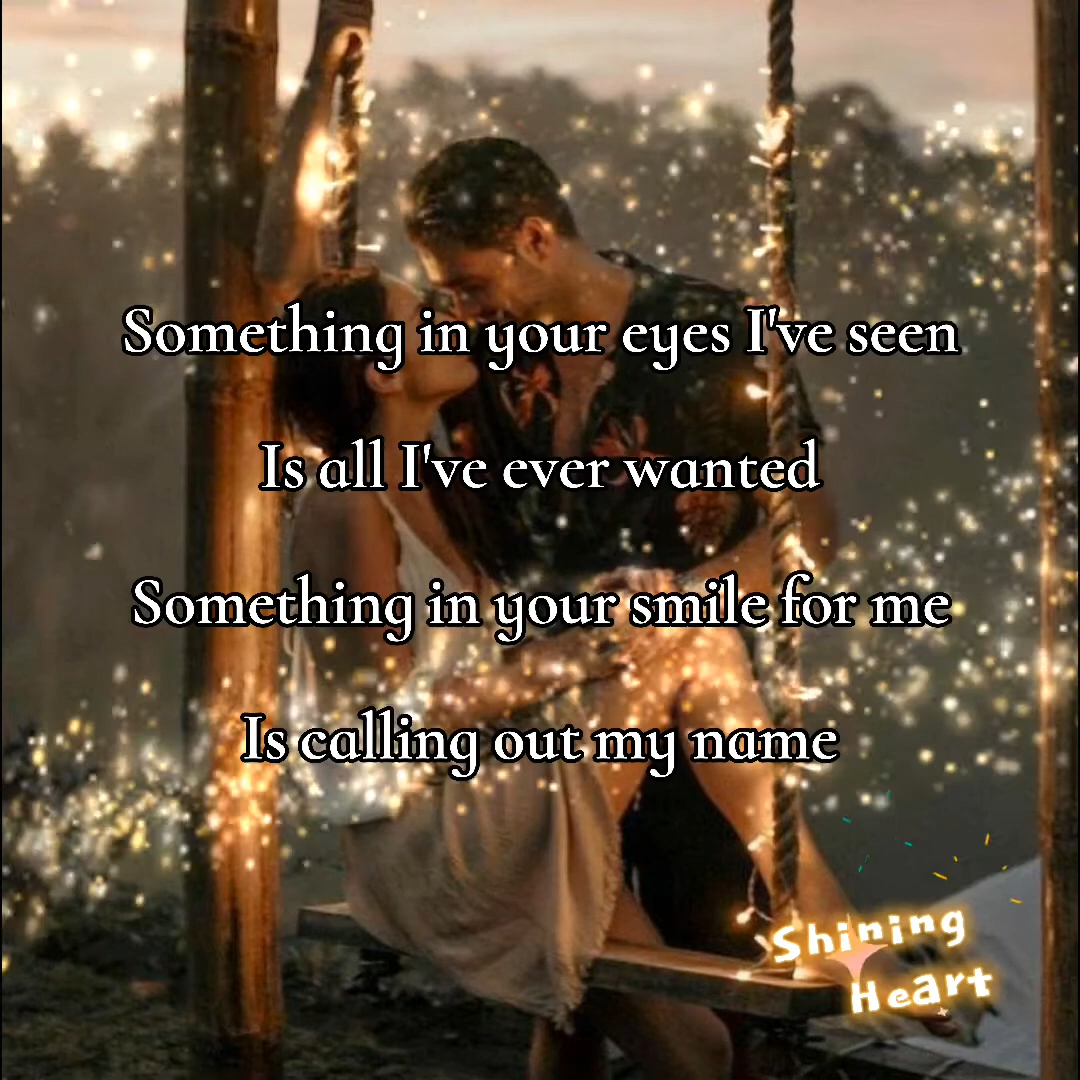 Something in your eyes I've seen
Is all I've ever wanted
Something in your smile for me
Is calling out my name
Shining
Heart